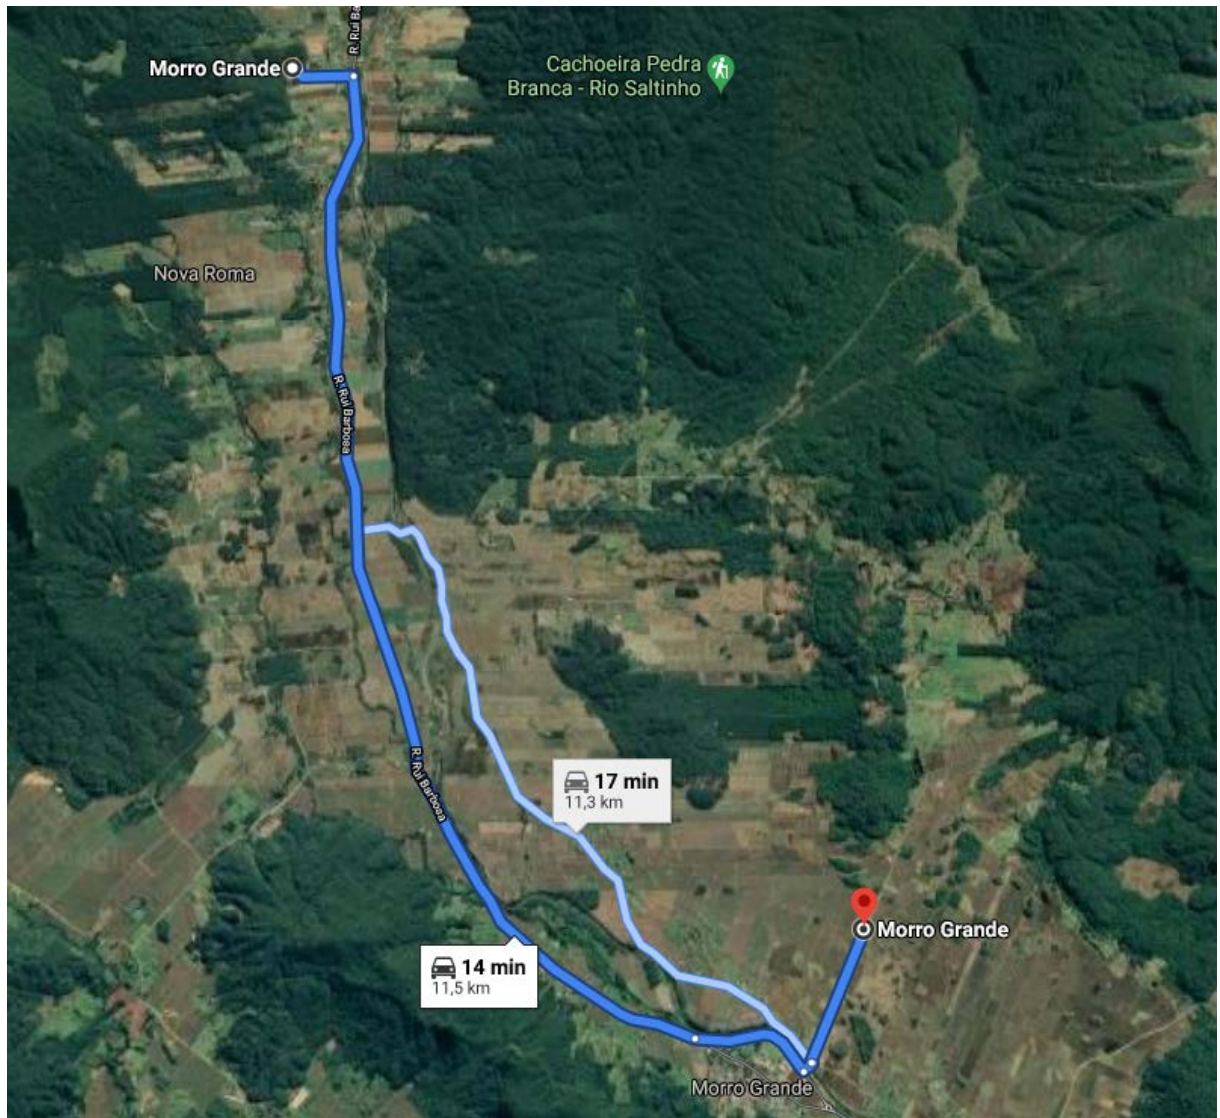 R. Rui Ba
Morro Grande
Cachoeira Pedra
Branca - Rio Saltinho
Nova Roma
R. Rui Barbosa
R. Rui Barbosa
17 min
11,3 km
Morro Grande
14 min
11,5 km
Morro Grande